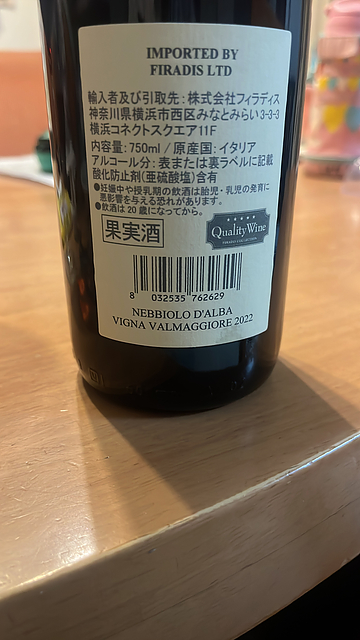 IMPORTED BY
FIRADIS LTD
輸入者及び引取先：株式会社フィラディス
神奈川県横浜市西区みなとみらい3-3-3
横浜コネクトスクエア11F
内容量：750ml / 原産国：イタリア
アルコール分：表または裏ラベルに記載
酸化防止剤(亜硫酸塩)含有
●妊娠中や授乳期の飲酒は胎児・乳児の発育に
悪影響を与える恐れがあります。
●飲酒は20歳になってから。
果実酒
QualityWine
8 032535 762629
NEBBIOLO D'ALBA
VIGNA VALMAGGIORE 2022